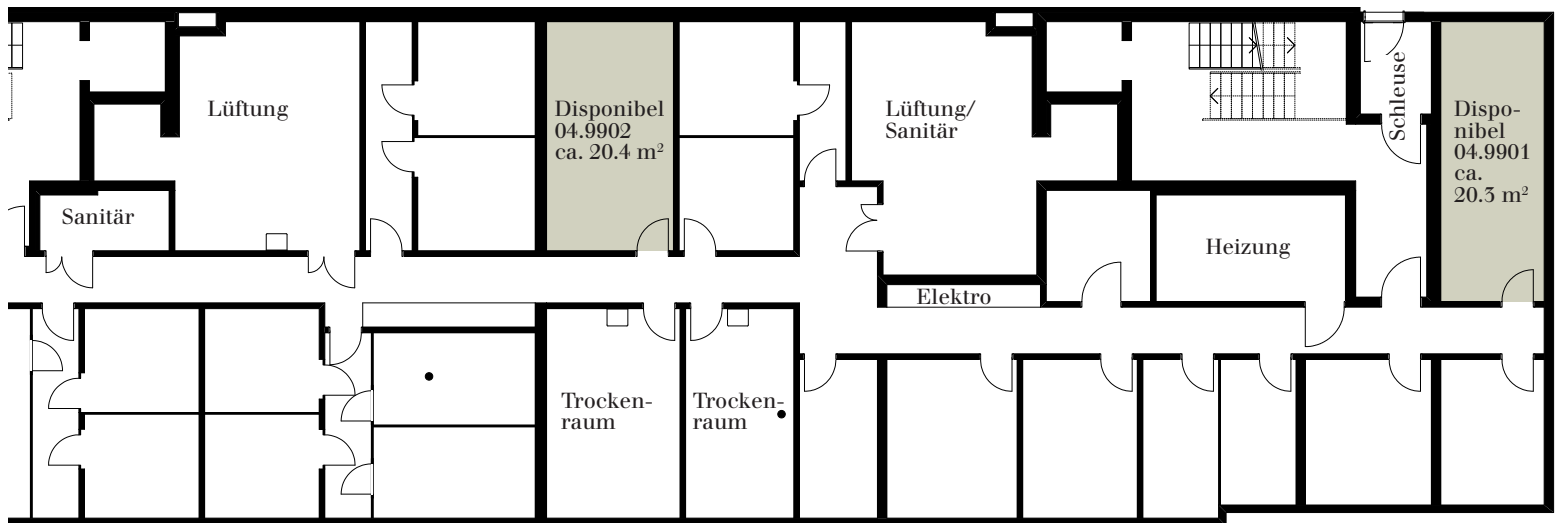 Lüftung
Disponibel
04.9902
ca. 20.4 m²
Lüftung/
Sanitär
Schleuse
Dispo-
nibel
04.9901
ca.
20.3 m²
Sanitär
Heizung
Elektro
Trocken-
raum
Trocken-
raum